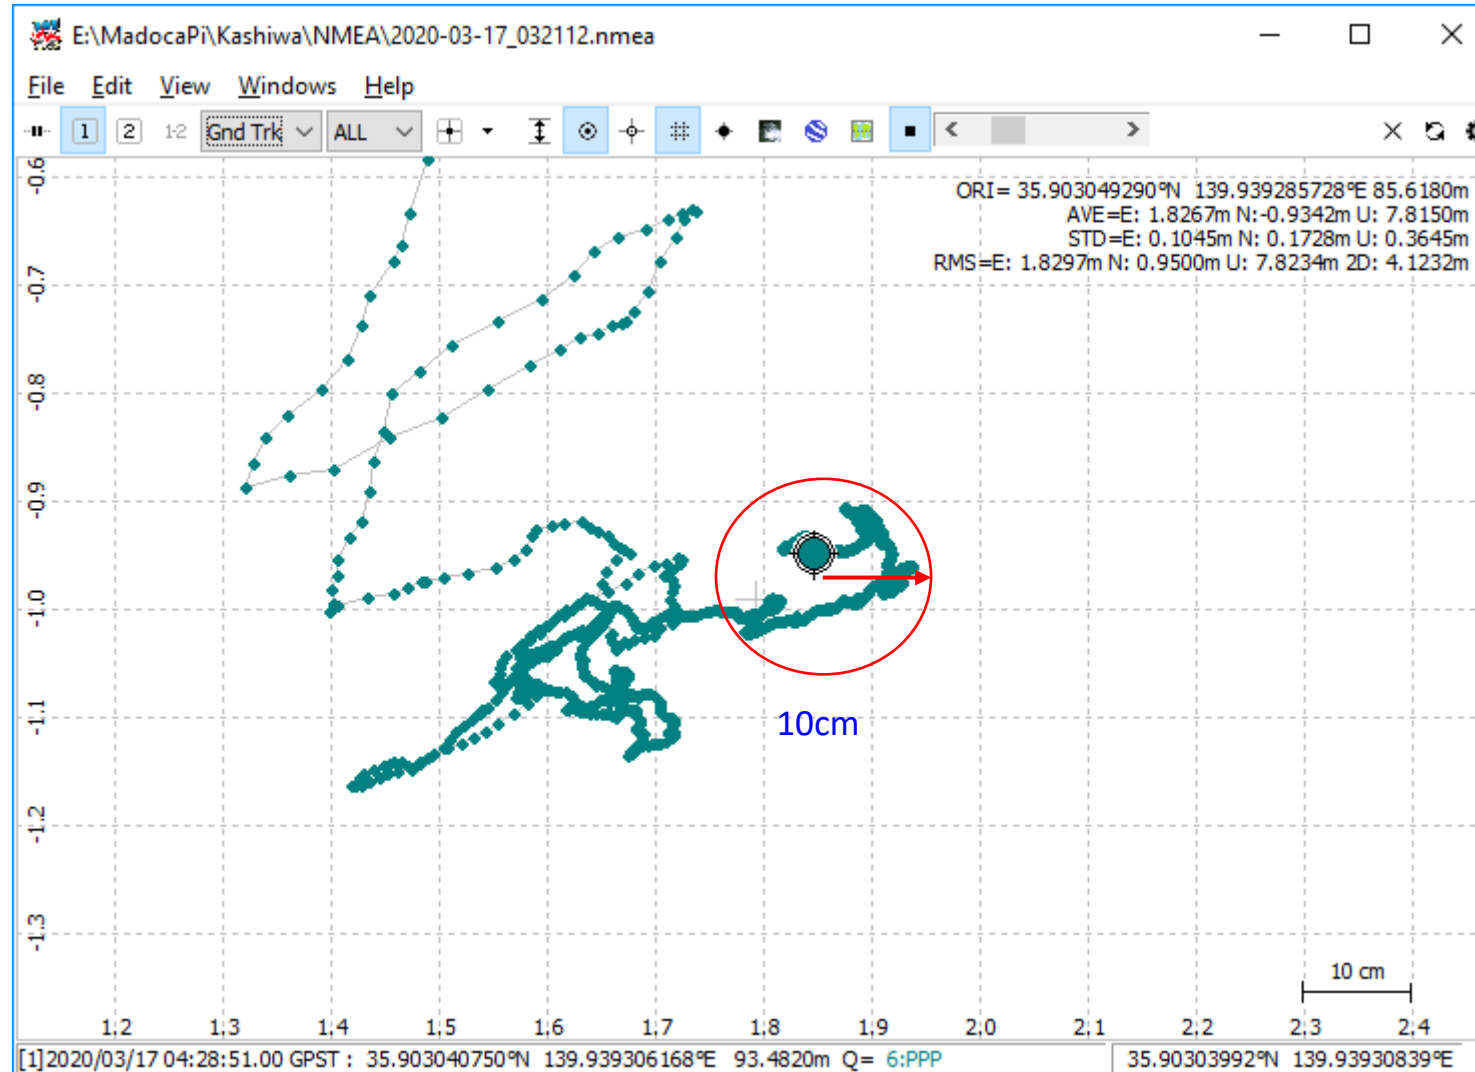 E:\MadocaPi\Kashiwa\NMEA\2020-03-17_032112.nmea
File Edit View Windows Help
1 2 1-2 Gnd Trk ALL
ORI= 35.903049290°N 139.939285728°E 85.6180m
AVE=E: 1.8267m N:-0.9342m U: 7.8150m
STD=E: 0.1045m N: 0.1728m U: 0.3645m
RMS=E: 1.8297m N: 0.9500m U: 7.8234m 2D: 4.1232m
-0.6
-0.7
-0.8
-0.9
-1.0
-1.1
-1.2
-1.3
10cm
10 cm
1.2 1.3 1.4 1.5 1.6 1.7 1.8 1.9 2.0 2.1 2.2 2.3 2.4
[1]2020/03/17 04:28:51.00 GPST : 35.903040750°N 139.939306168°E 93.4820m Q= 6:PPP
35.90303992°N 139.93930839°E